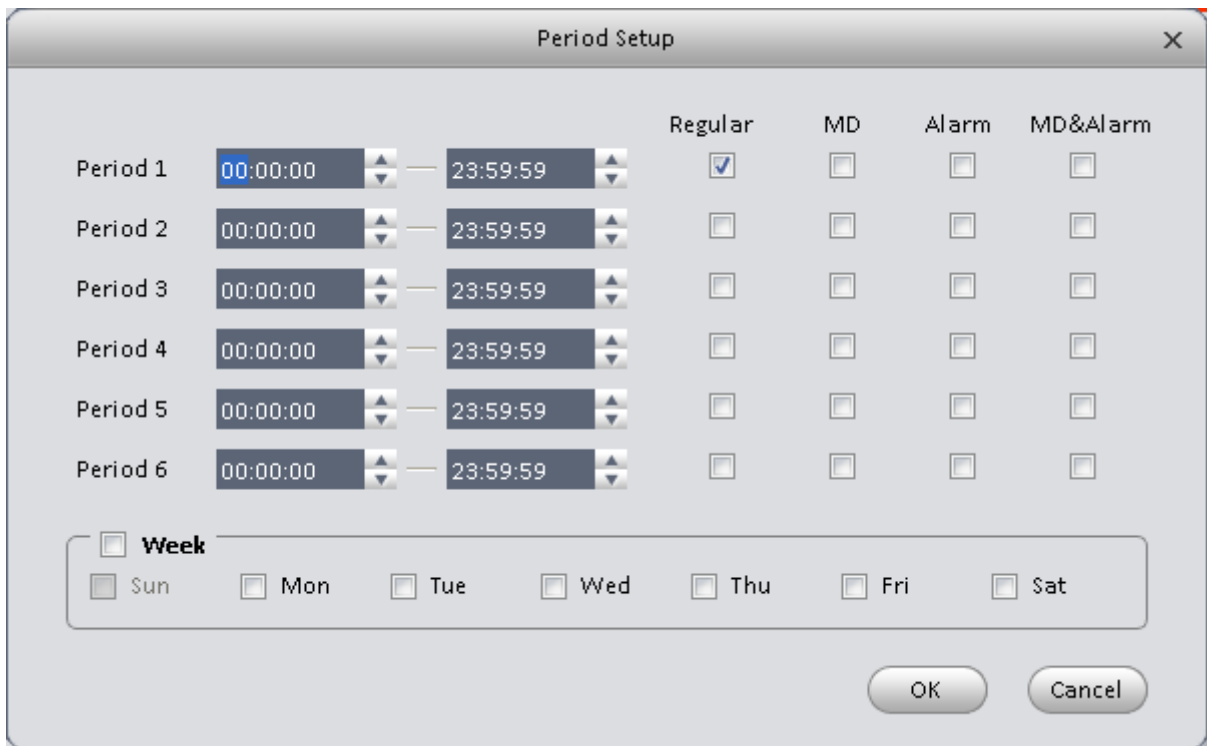 Period Setup
Regular MD Alarm MD&Alarm
Period 1 00:00:00 23:59:59
Period 2 00:00:00 23:59:59
Period 3 00:00:00 23:59:59
Period 4 00:00:00 23:59:59
Period 5 00:00:00 23:59:59
Period 6 00:00:00 23:59:59
Week
Sun Mon Tue Wed Thu Fri Sat
OK Cancel